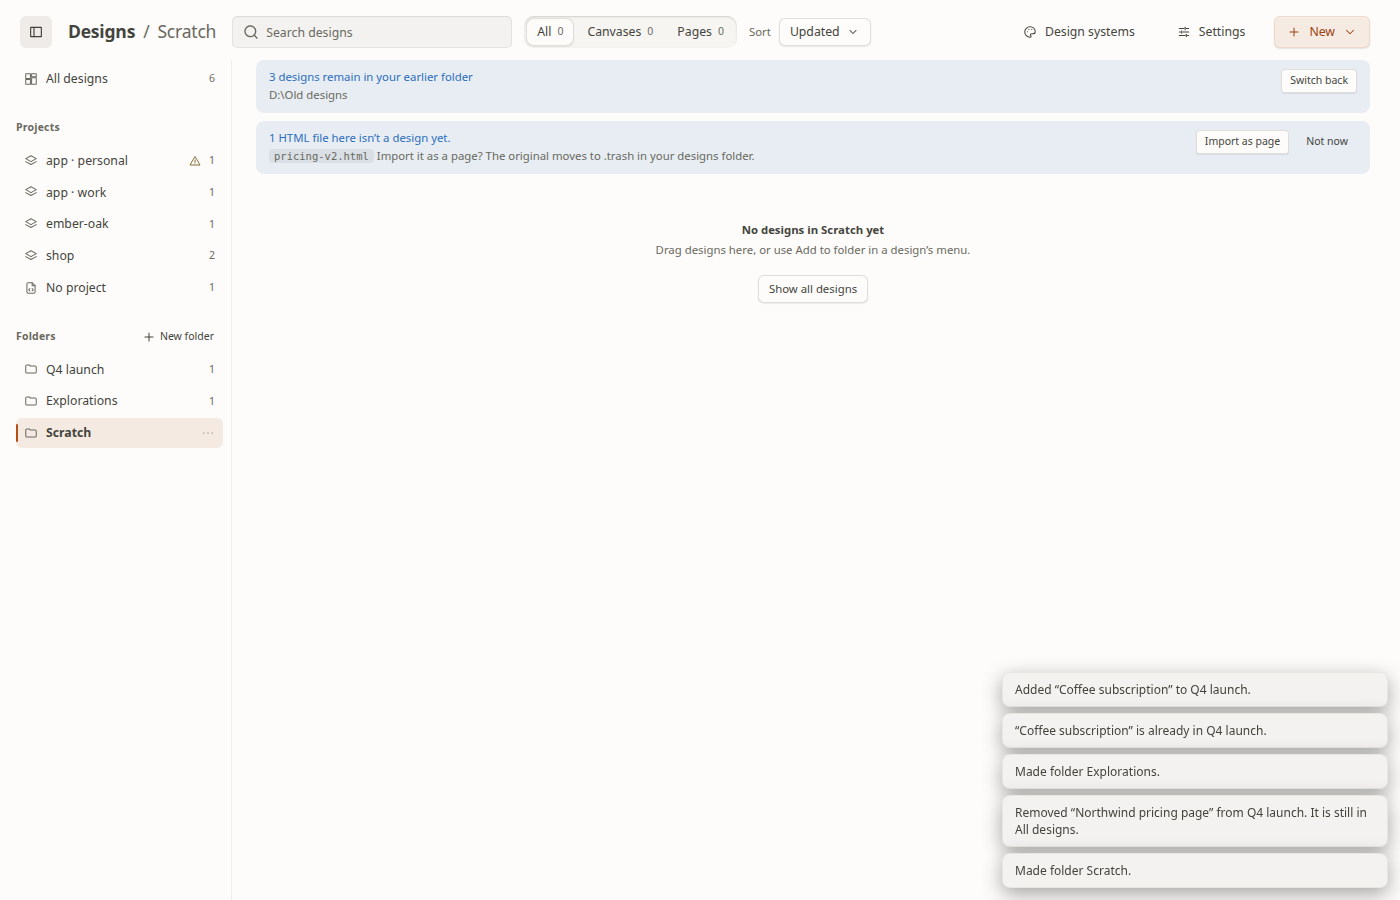 Designs / Scratch
Search designs
All 0
Canvases 0
Pages 0
Sort
Updated
Design systems
Settings
New
All designs 6
Projects
app · personal 1
app · work 1
ember-oak 1
shop 2
No project 1
Folders
New folder
Q4 launch 1
Explorations 1
Scratch ...
3 designs remain in your earlier folder
D:\Old designs
Switch back
1 HTML file here isn’t a design yet.
pricing-v2.html Import it as a page? The original moves to .trash in your designs folder.
Import as page
Not now
No designs in Scratch yet
Drag designs here, or use Add to folder in a design’s menu.
Show all designs
Added “Coffee subscription” to Q4 launch.
“Coffee subscription” is already in Q4 launch.
Made folder Explorations.
Removed “Northwind pricing page” from Q4 launch. It is still in
All designs.
Made folder Scratch.